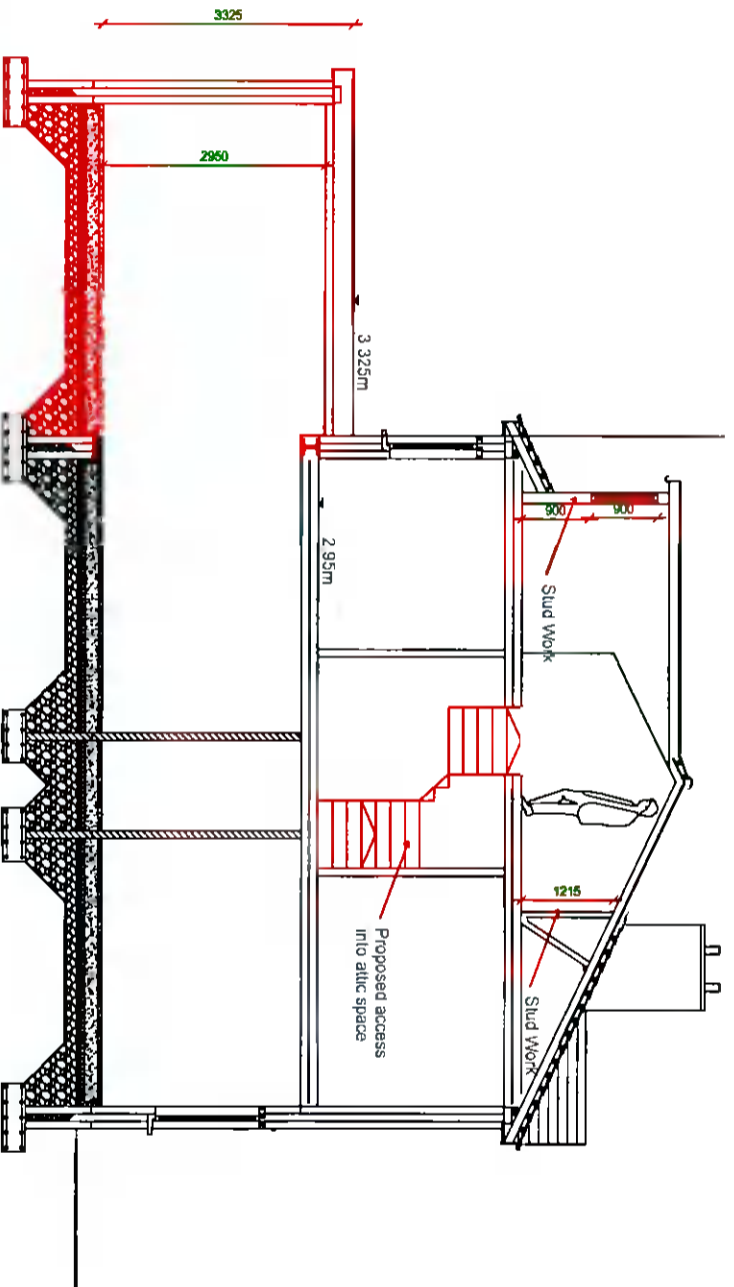 3325
2950
3 325m
2.95m
900
900
Stud Work
1215
Stud Work
Proposed access
into attic space